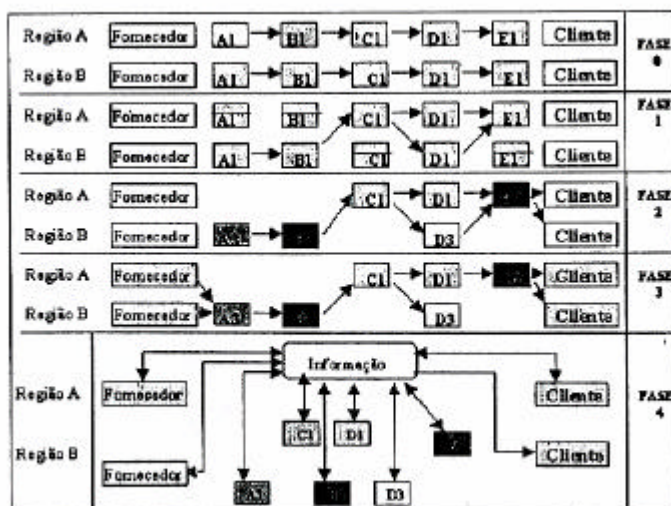 Região A Fornecedor A1 B1 C1 D1 E1 Cliente FASE 0
Região B Fornecedor A1 B1 C1 D1 E1 Cliente
Região A Fornecedor A1 B1 C1 D1 E1 Cliente FASE 1
Região B Fornecedor A1 B1 C1 D1 E1 Cliente
Região A Fornecedor C1 D1 Cliente FASE 2
Região B Fornecedor D3 Cliente
Região A Fornecedor C1 D1 Cliente FASE 3
Região B Fornecedor D3 Cliente
Informação
Região A Fornecedor Cliente FASE 4
C1 D1
Região B Fornecedor Cliente
D3